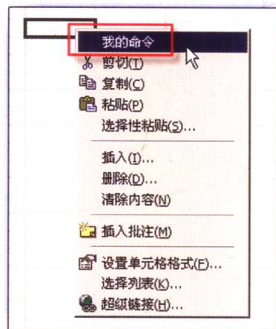 我的命令
剪切(T)
复制(C)
粘贴(P)
选择性粘贴(S)...
插入(I)...
删除(D)...
清除内容(N)
插入批注(M)
设置单元格格式(F)...
选择列表(K)...
超级链接(H)...